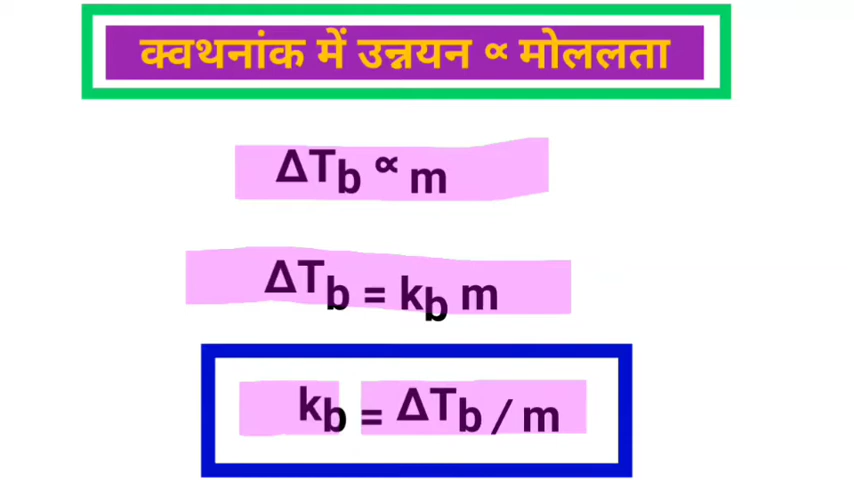 क्वथनांक में उन्नयन ∝ मोललता
ΔTb ∝ m
ΔTb = kb m
kb = ΔTb / m